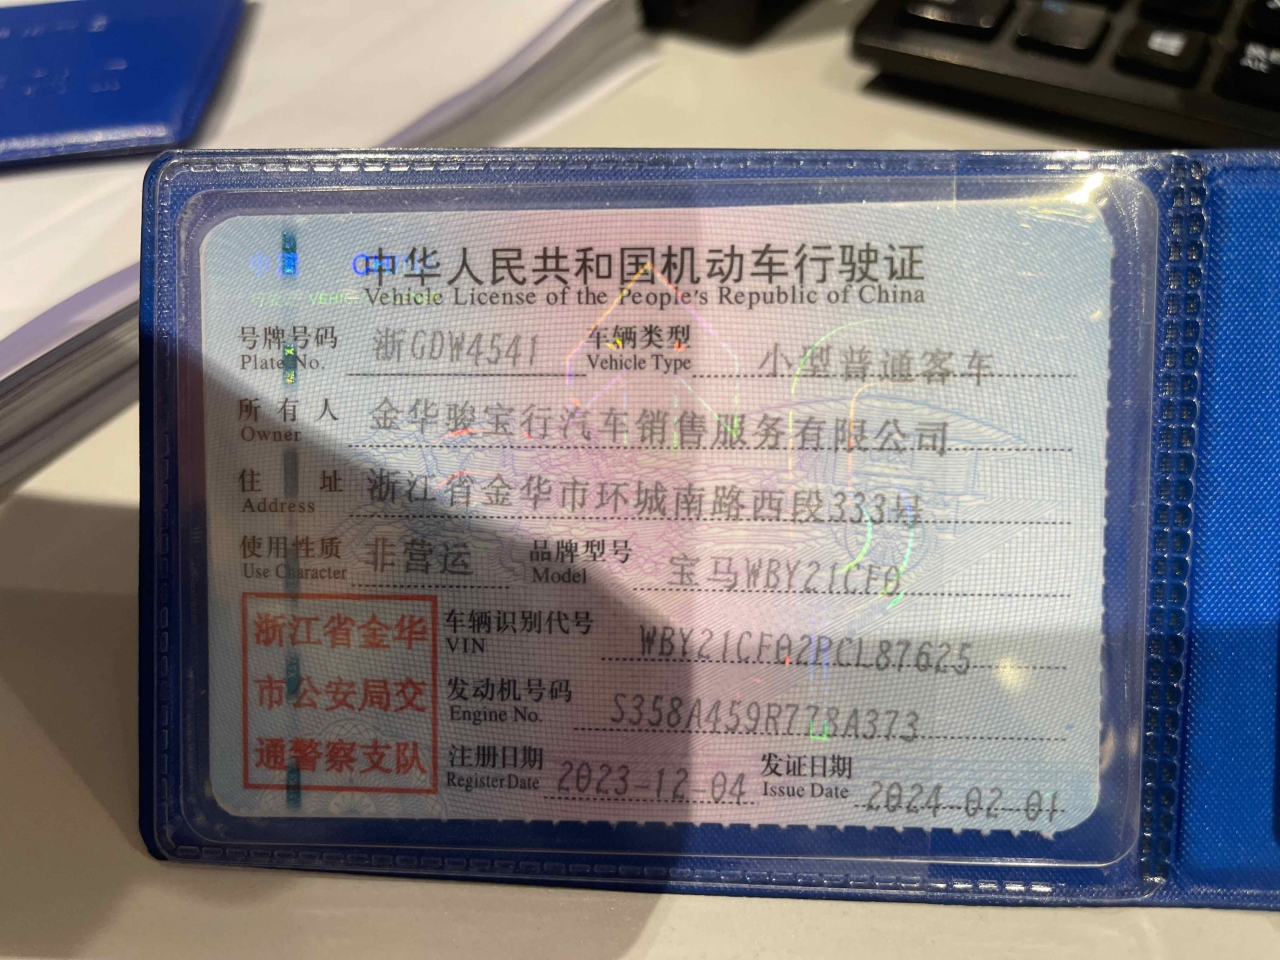 中华人民共和国机动车行驶证
Vehicle License of the People's Republic of China
号牌号码 浙GDW4541 车辆类型 小型普通客车
Plate No. Vehicle Type
所有人 金华骏宝行汽车销售服务有限公司
Owner
住址 浙江省金华市环城南路西段333号
Address
使用性质 非营运 品牌型号 宝马WBY21CF0
Use Character Model
浙江省金华
市公安局交
通警察支队
车辆识别代号 WBY21CF02PCL87625
VIN
发动机号码 S358A459R778A373
Engine No.
注册日期 2023-12-04 发证日期 2024-02-01
Register Date Issue Date